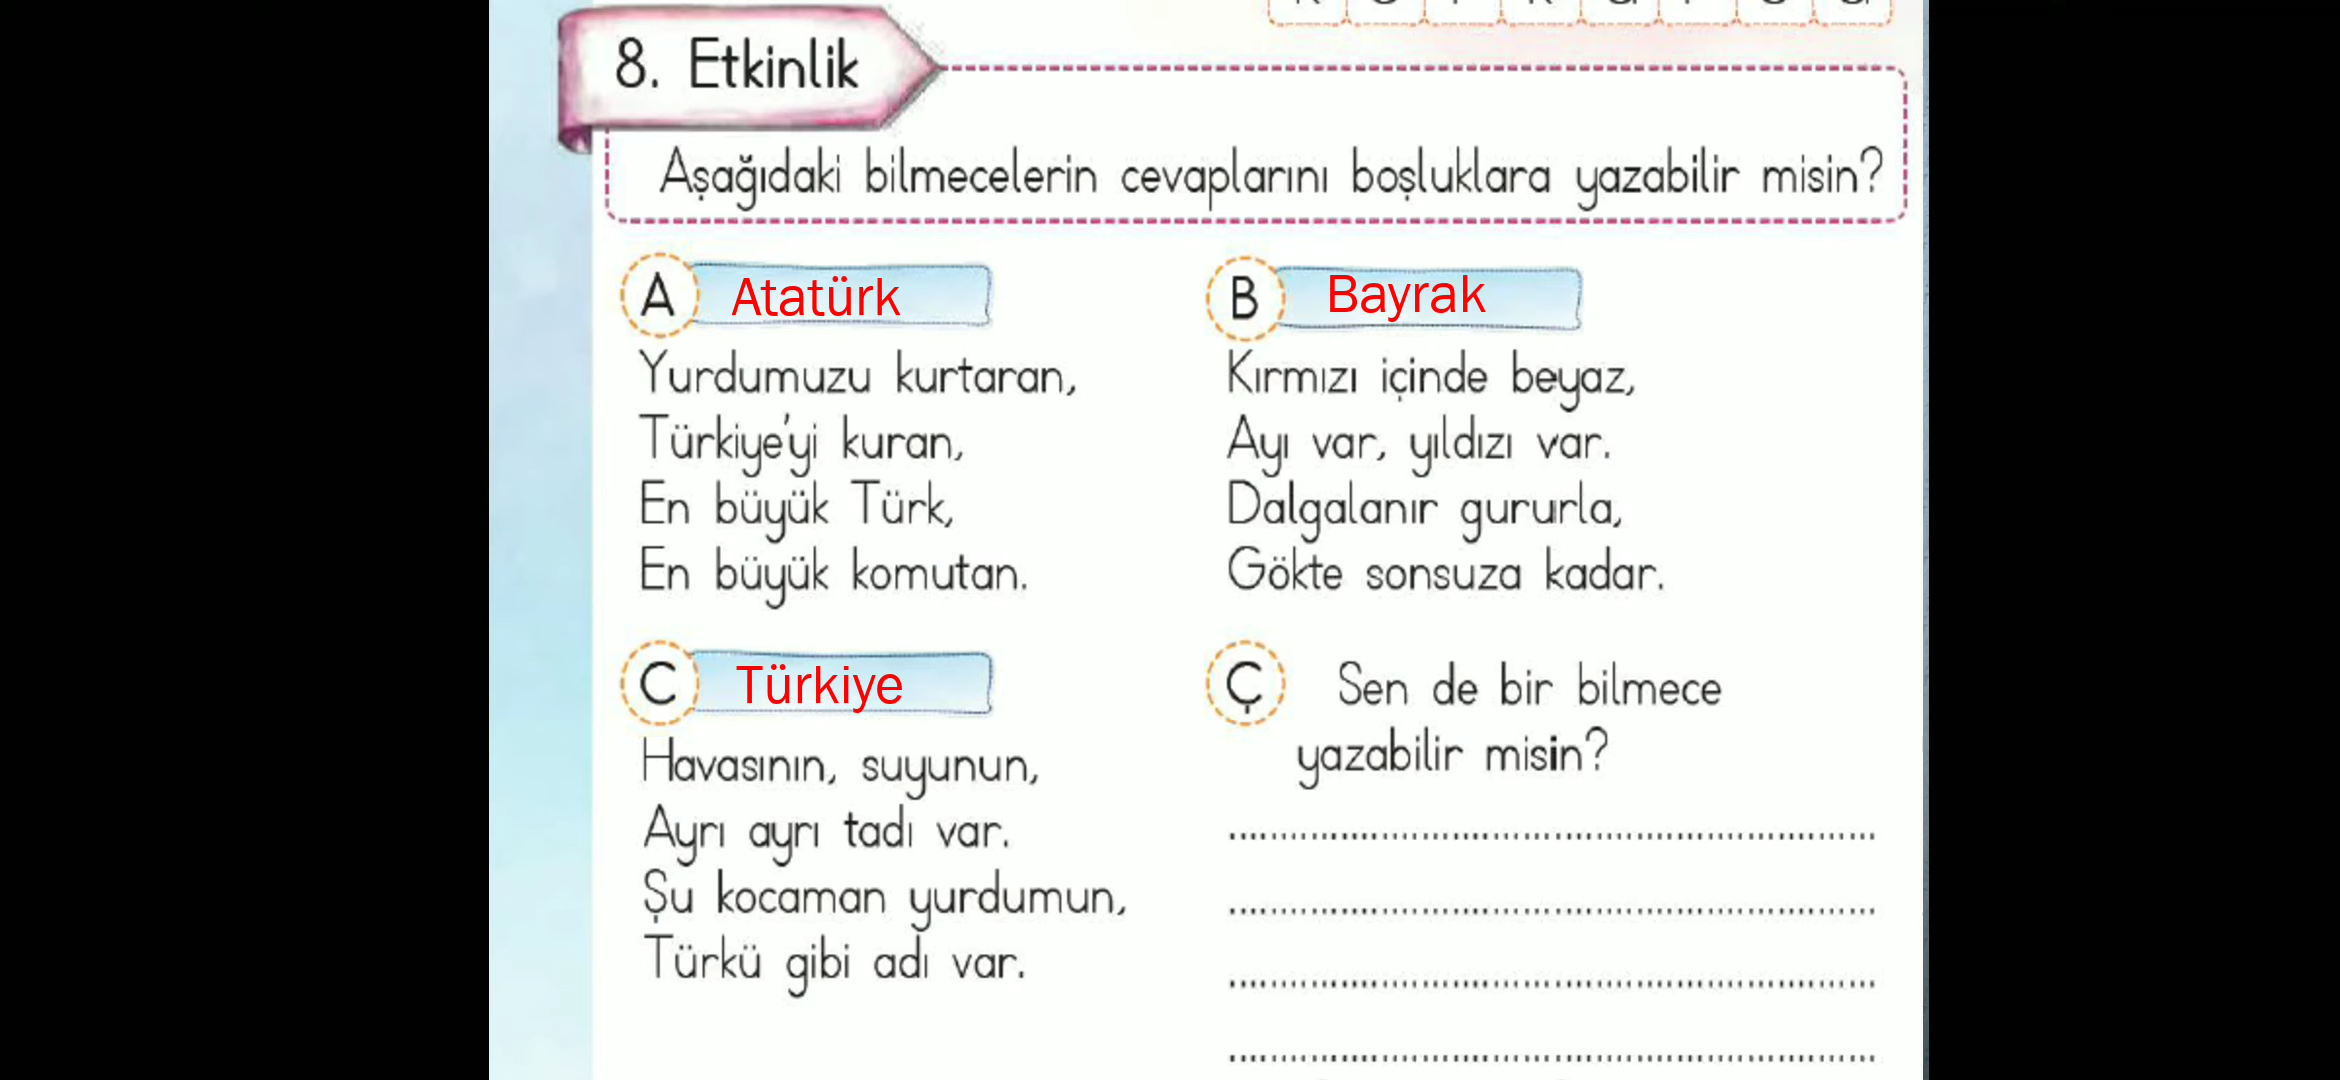 8. Etkinlik
Aşağıdaki bilmecelerin cevaplarını boşluklara yazabilir misin?
A Atatürk
Yurdumuzu kurtaran,
Türkiye'yi kuran,
En büyük Türk,
En büyük komutan.
B Bayrak
Kırmızı içinde beyaz,
Ayı var, yıldızı var.
Dalgalanır gururla,
Gökte sonsuza kadar.
C Türkiye
Havasının, suyunun,
Ayrı ayrı tadı var.
Şu kocaman yurdumun,
Türkü gibi adı var.
Ç Sen de bir bilmece
yazabilir misin?